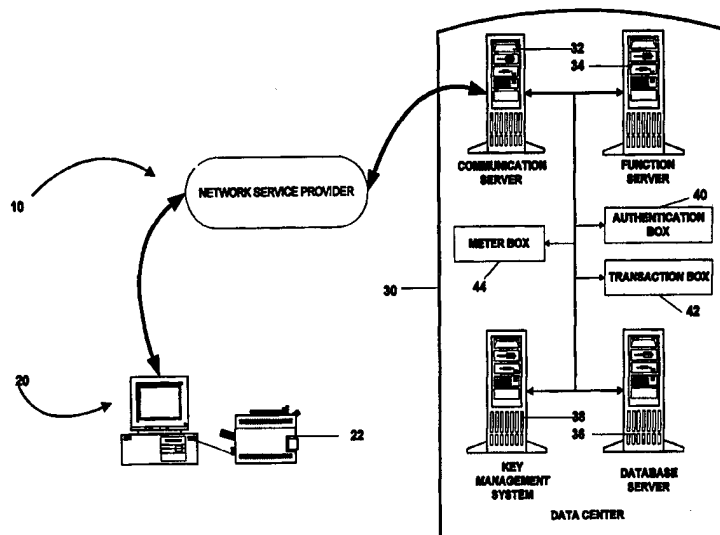 32
34
COMMUNICATION
SERVER
FUNCTION
SERVER
NETWORK SERVICE PROVIDER
10
40
AUTHENTICATION
BOX
METER BOX
44
30
TRANSACTION BOX
42
20
22
38
36
KEY
MANAGEMENT
SYSTEM
DATABASE
SERVER
DATA CENTER